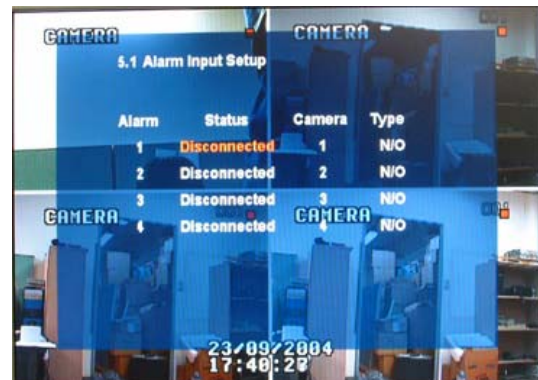 CAMERA CAMERA
5.1 Alarm Input Setup
Alarm Status Camera Type
1 Disconnected 1 N/O
2 Disconnected 2 N/O
3 Disconnected 3 N/O
CAMERA CAMERA
4 Disconnected 4 N/O
23/09/2004
17:40:27